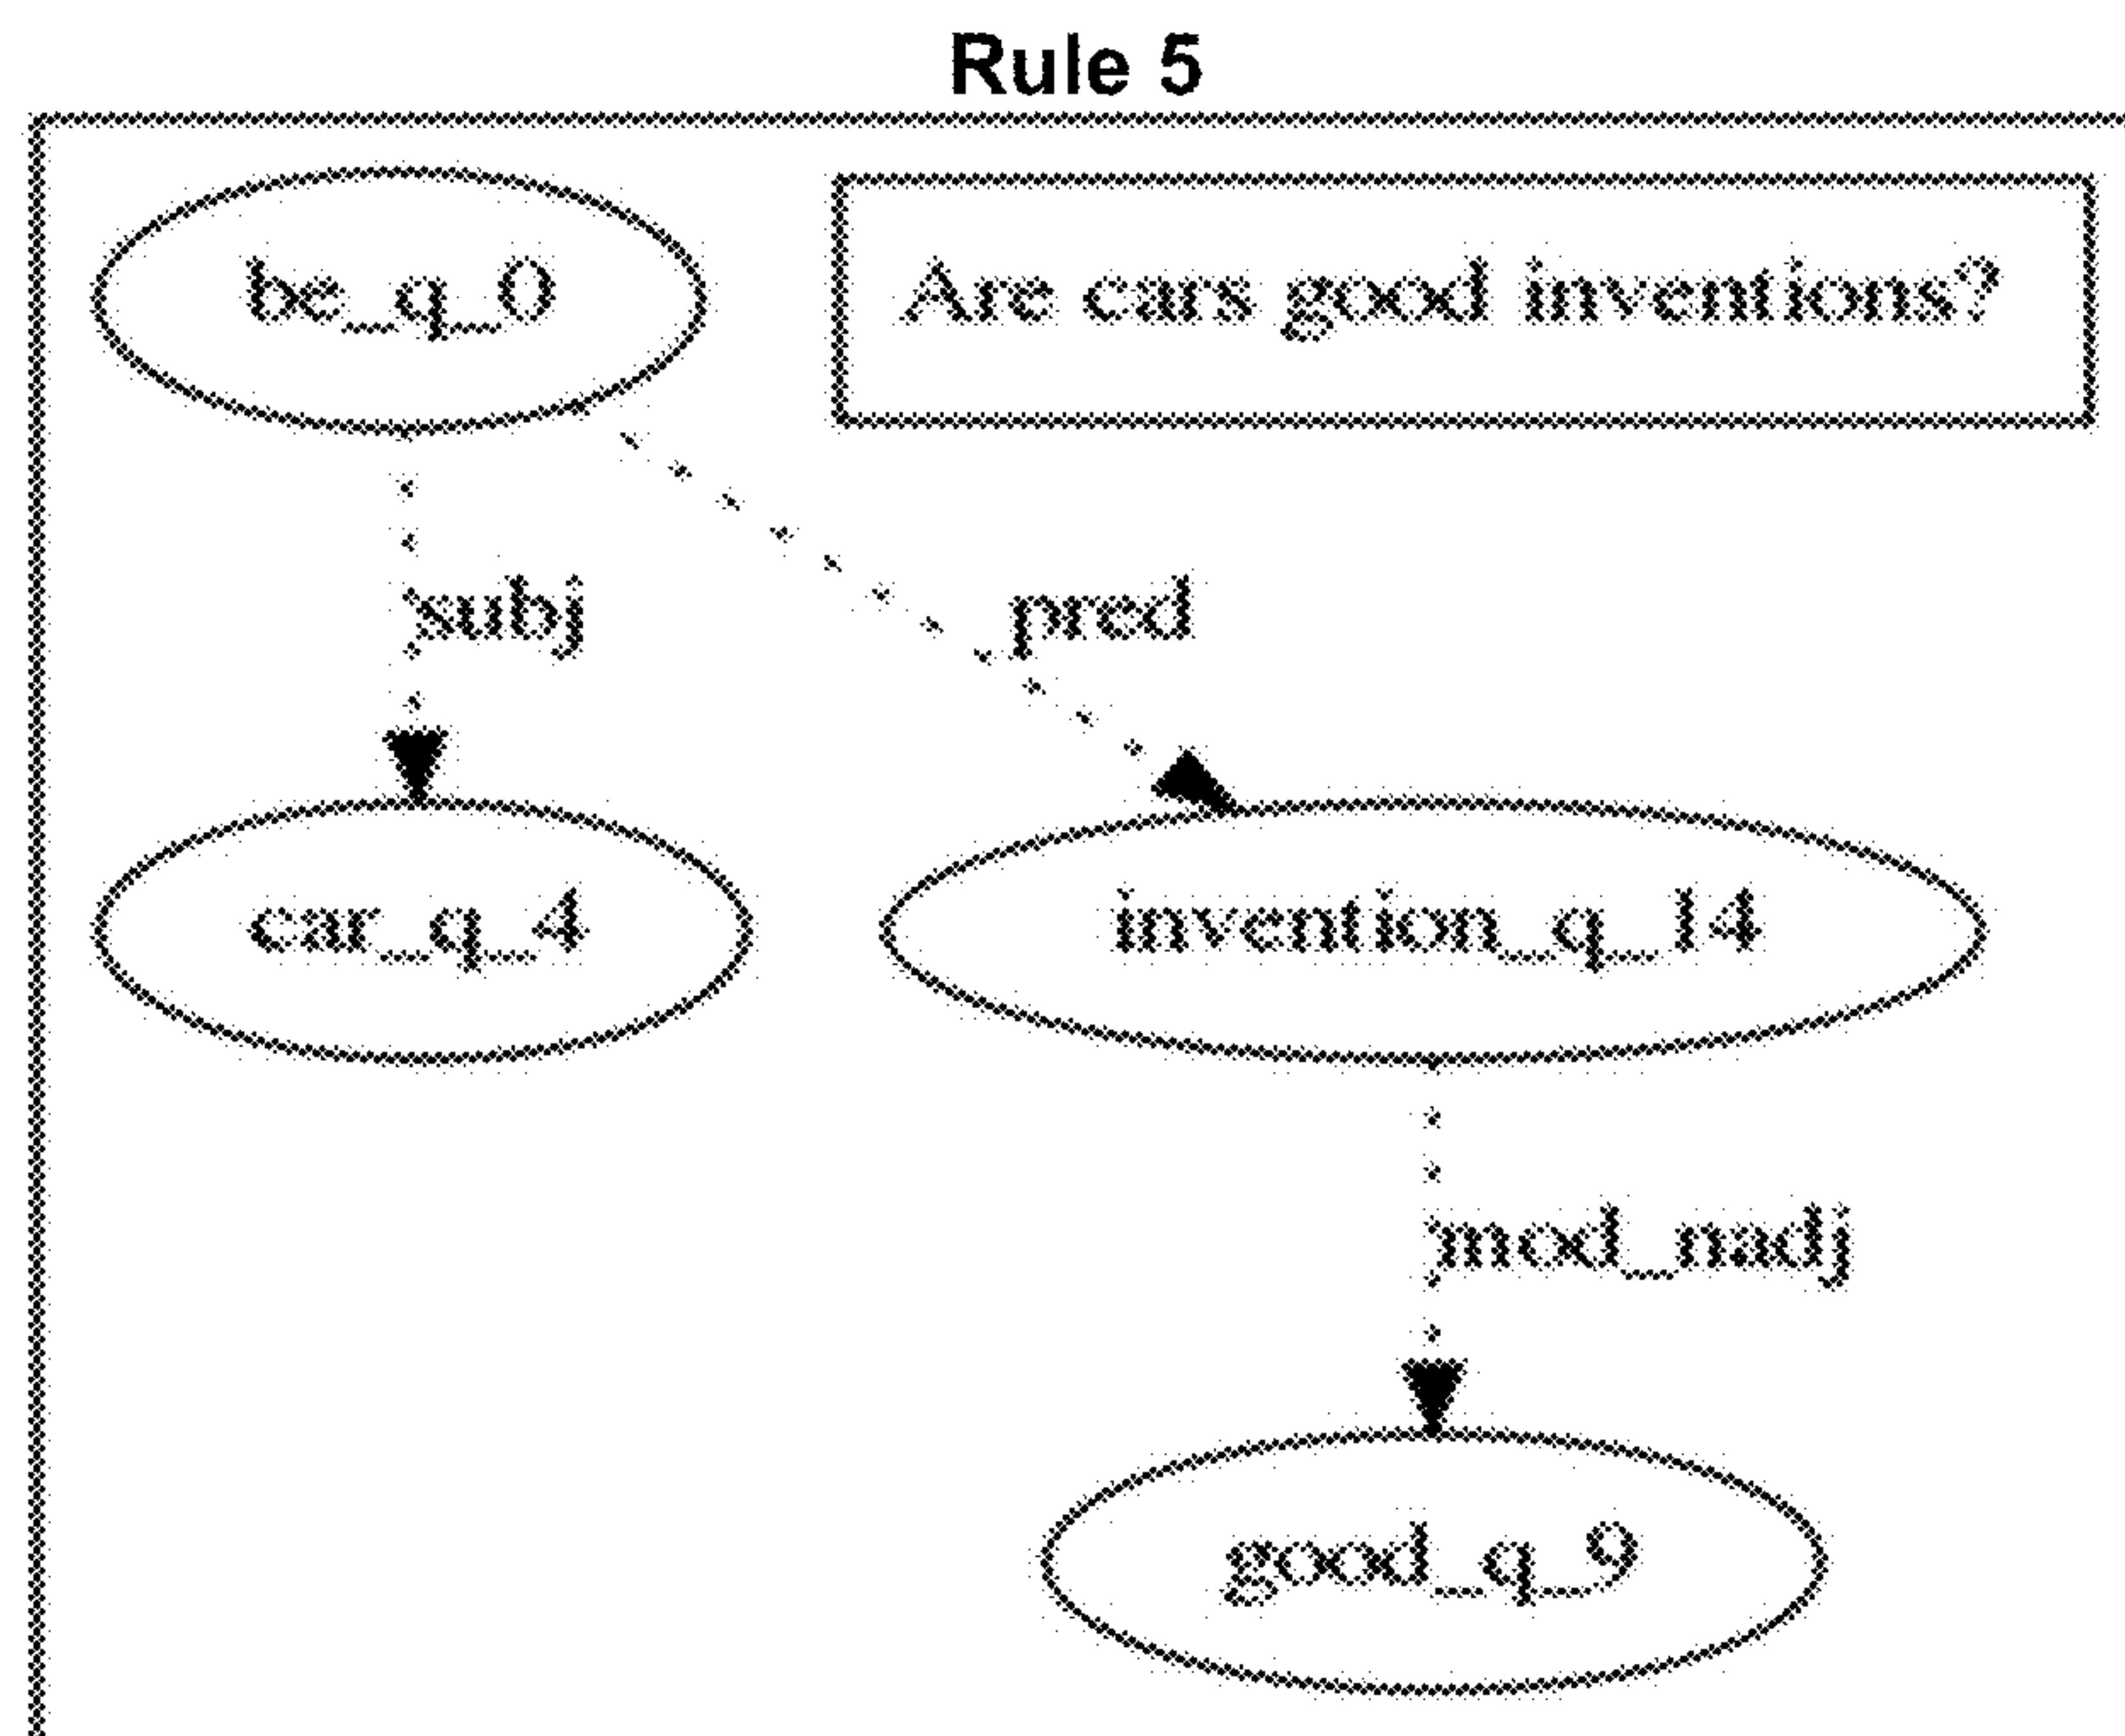 Rule 5
be_q_0
Are cars good inventions?
subj
pred
car_q_4
invention_q_14
mod_nadj
good_q_9